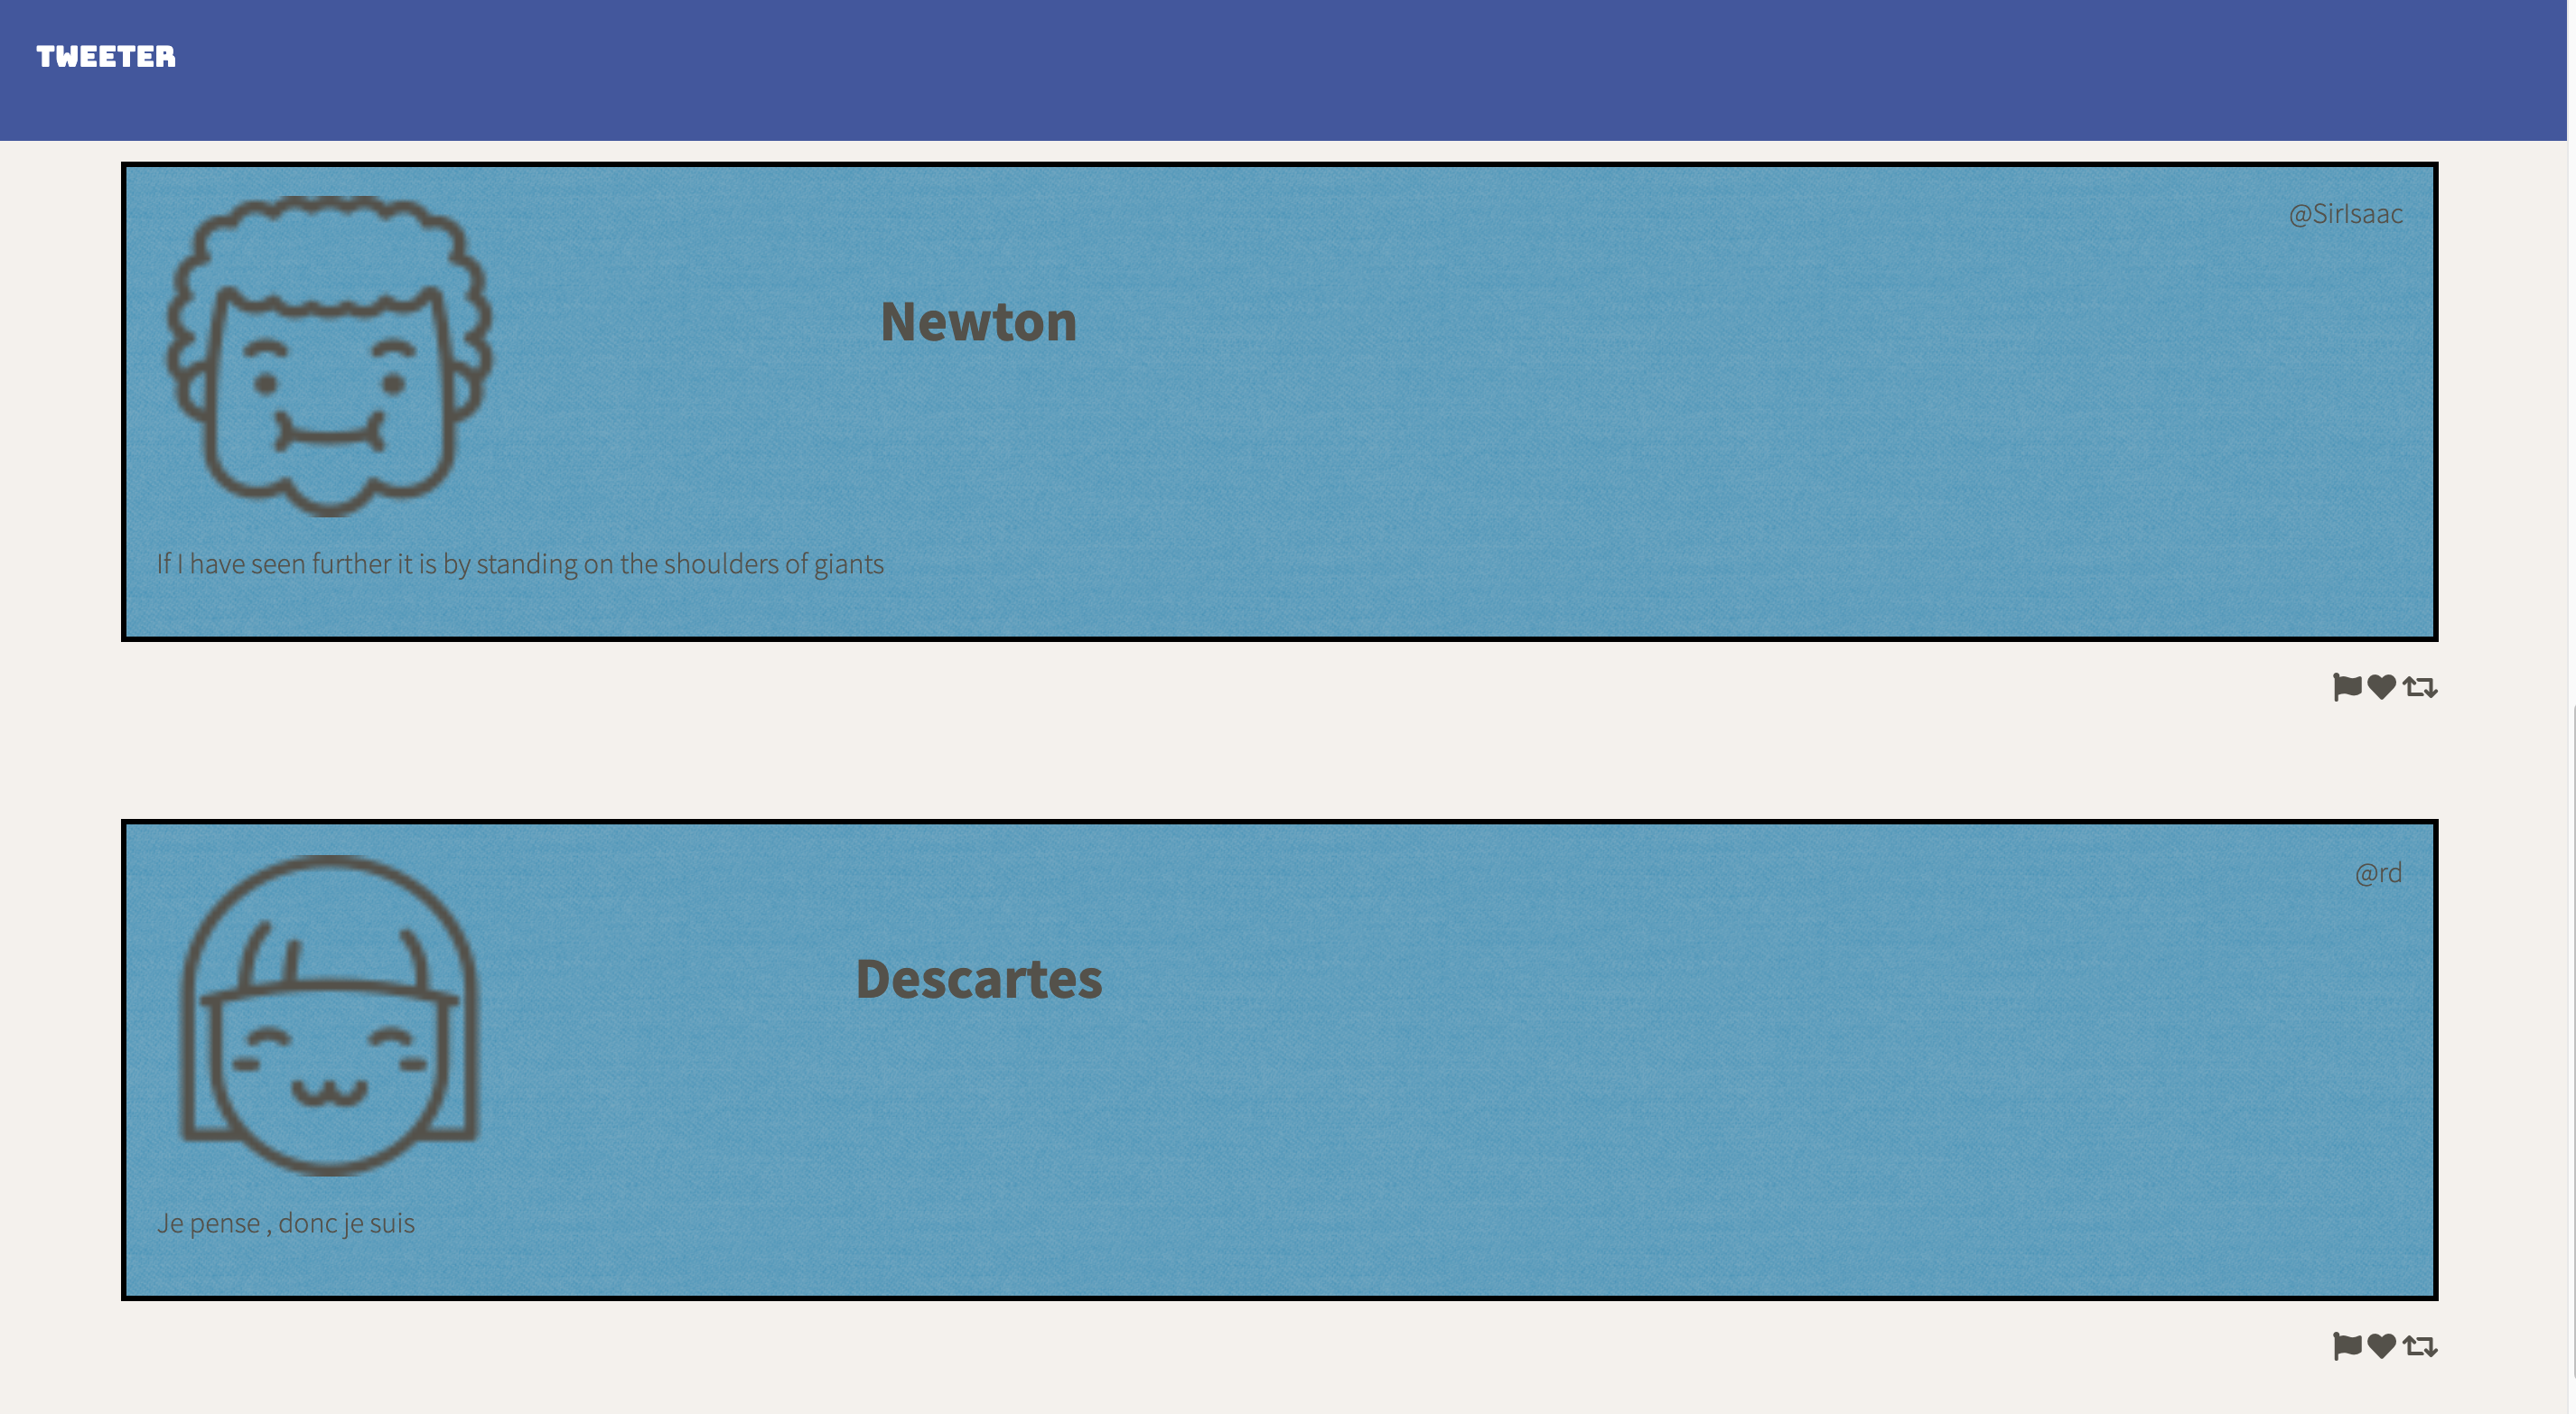 TWEETER
@SirIsaac
Newton
If I have seen further it is by standing on the shoulders of giants
@rd
Descartes
Je pense , donc je suis